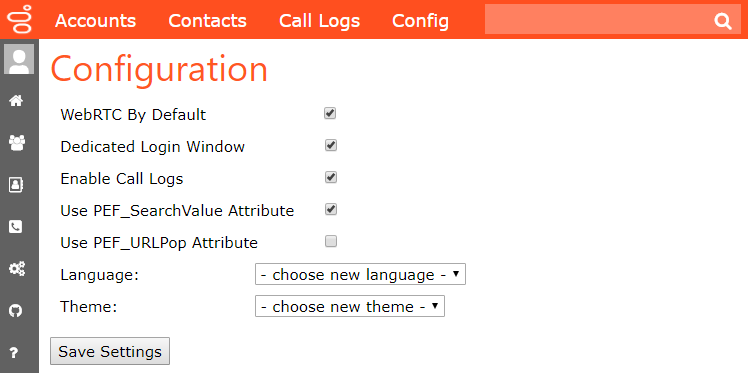 Accounts Contacts Call Logs Config
Configuration
WebRTC By Default
Dedicated Login Window
Enable Call Logs
Use PEF_SearchValue Attribute
Use PEF_URLPop Attribute
Language: - choose new language -
Theme: - choose new theme -
Save Settings
?